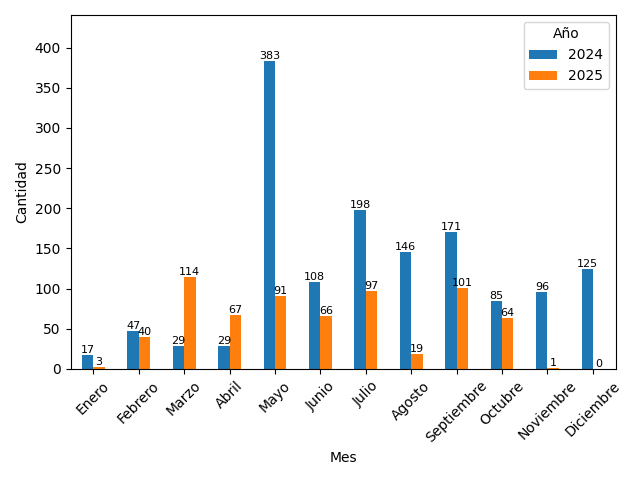 Año
2024
2025
Cantidad
400
350
300
250
200
150
100
50
0
17
3
47
40
29
114
29
67
383
91
108
66
198
97
146
19
171
101
85
64
96
1
125
0
Enero
Febrero
Marzo
Abril
Mayo
Junio
Julio
Agosto
Septiembre
Octubre
Noviembre
Diciembre
Mes